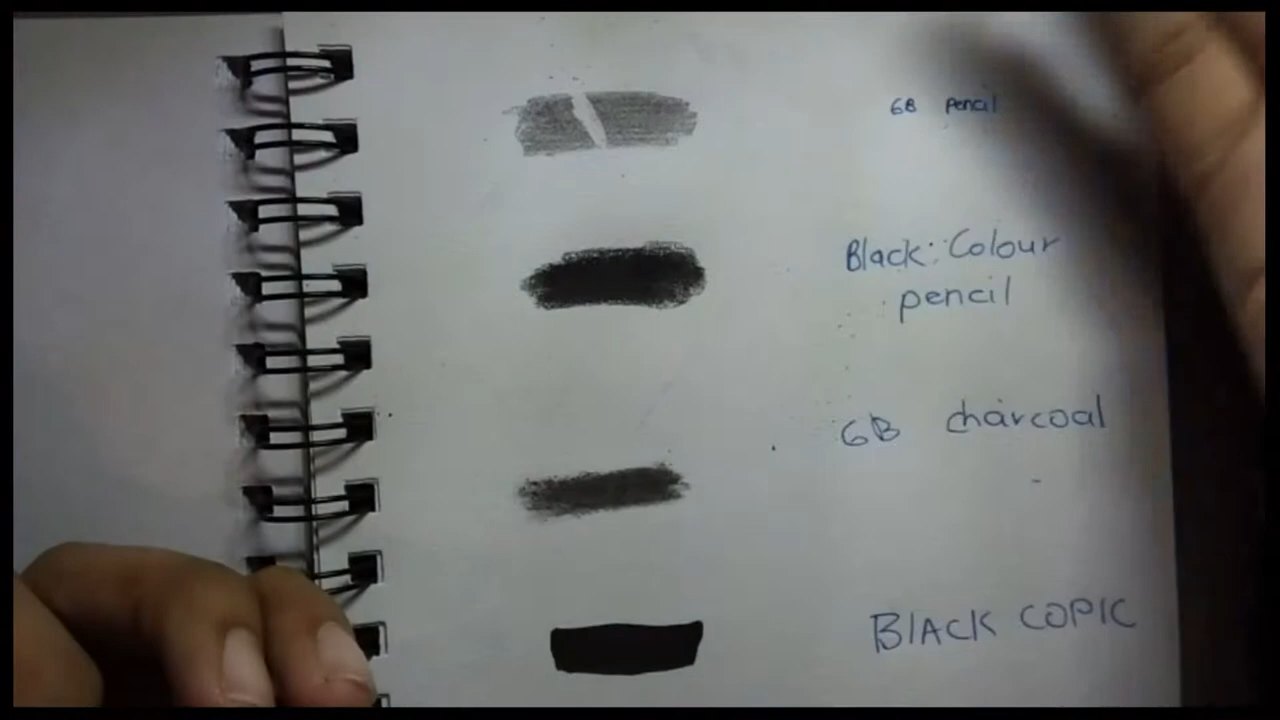 6B pencil
Black: Colour
pencil
6B charcoal
BLACK COPIC